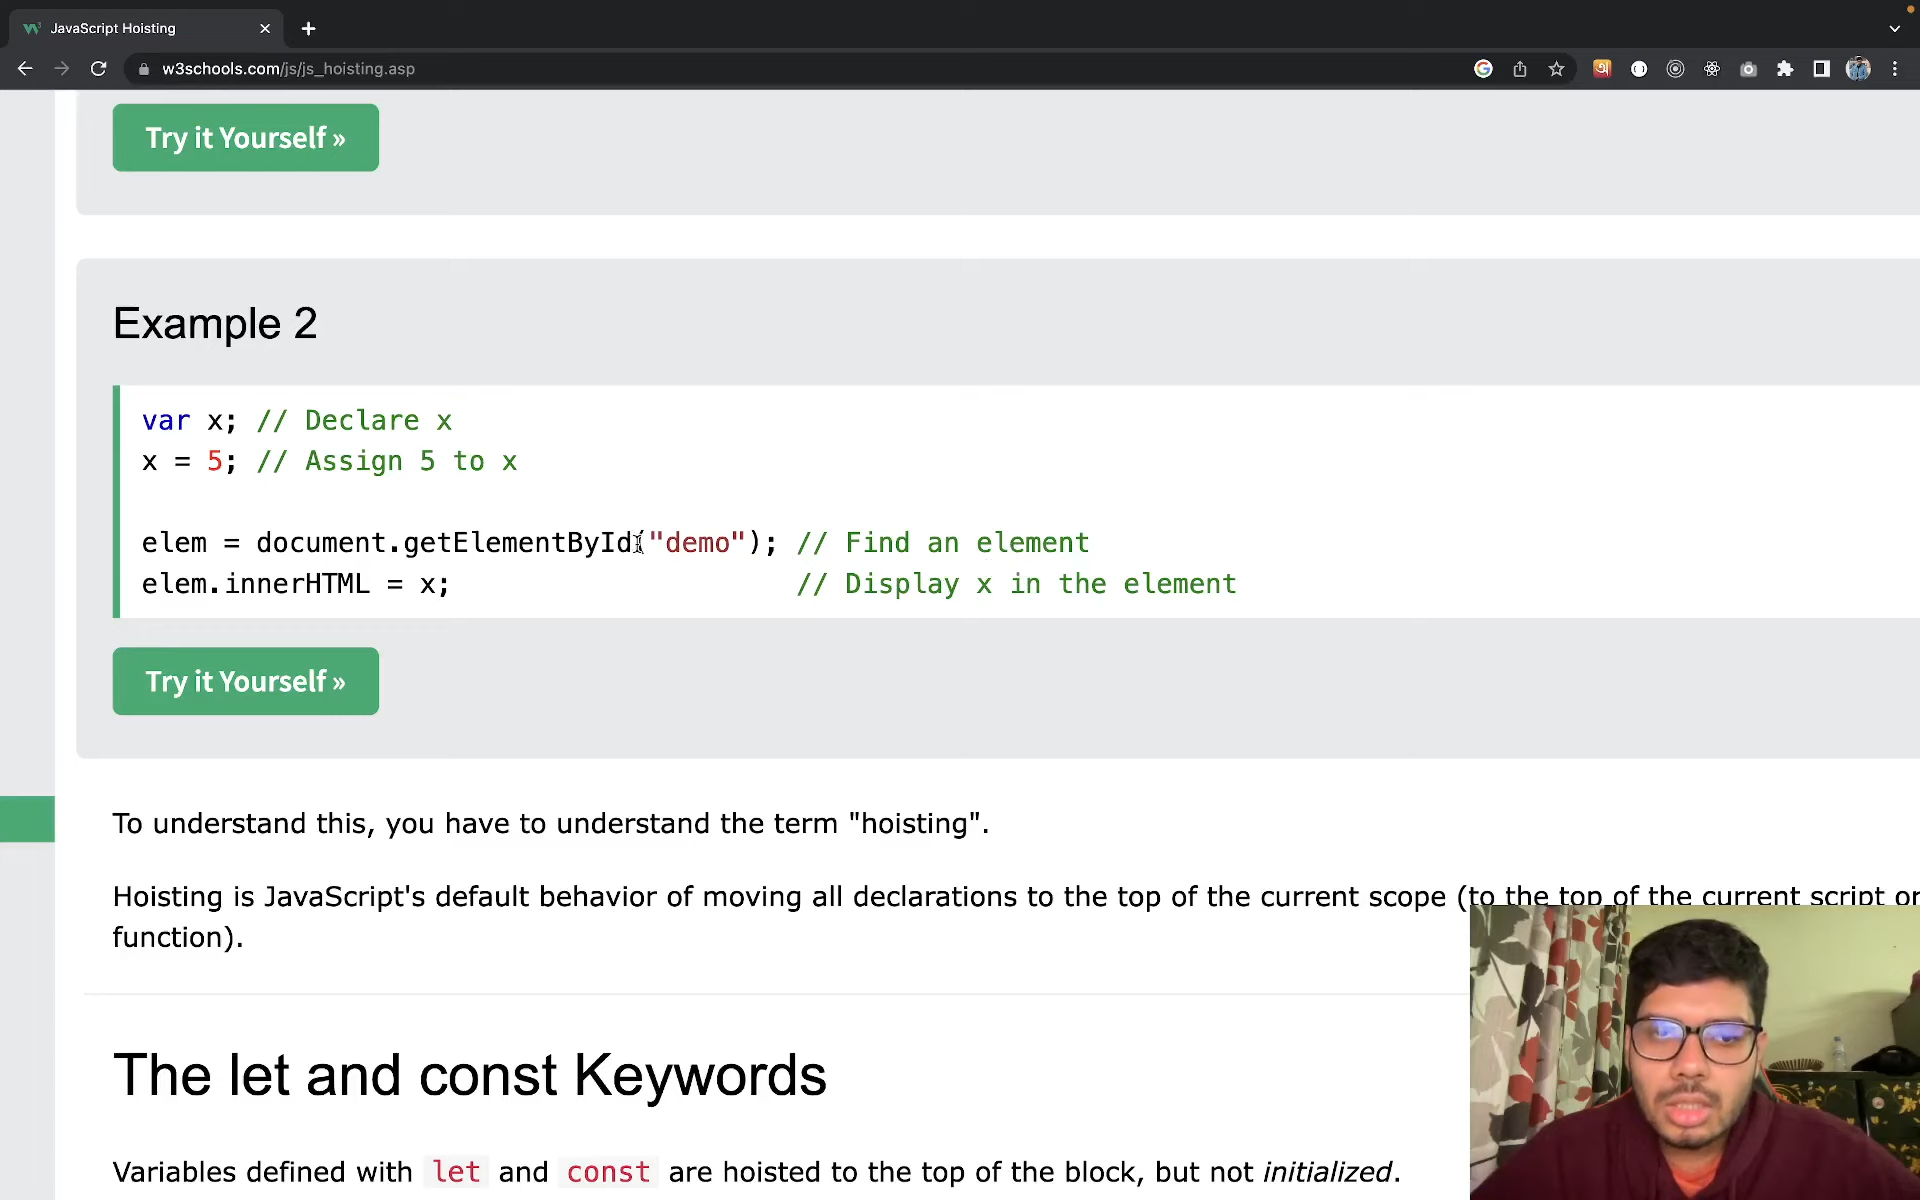 JavaScript Hoisting
w3schools.com/js/js_hoisting.asp
Try it Yourself »
Example 2
var x; // Declare x
x = 5; // Assign 5 to x
elem = document.getElementById("demo"); // Find an element
elem.innerHTML = x; // Display x in the element
Try it Yourself »
To understand this, you have to understand the term "hoisting".
Hoisting is JavaScript's default behavior of moving all declarations to the top of the current scope (to the top of the current script or
function).
The let and const Keywords
Variables defined with let and const are hoisted to the top of the block, but not initialized.